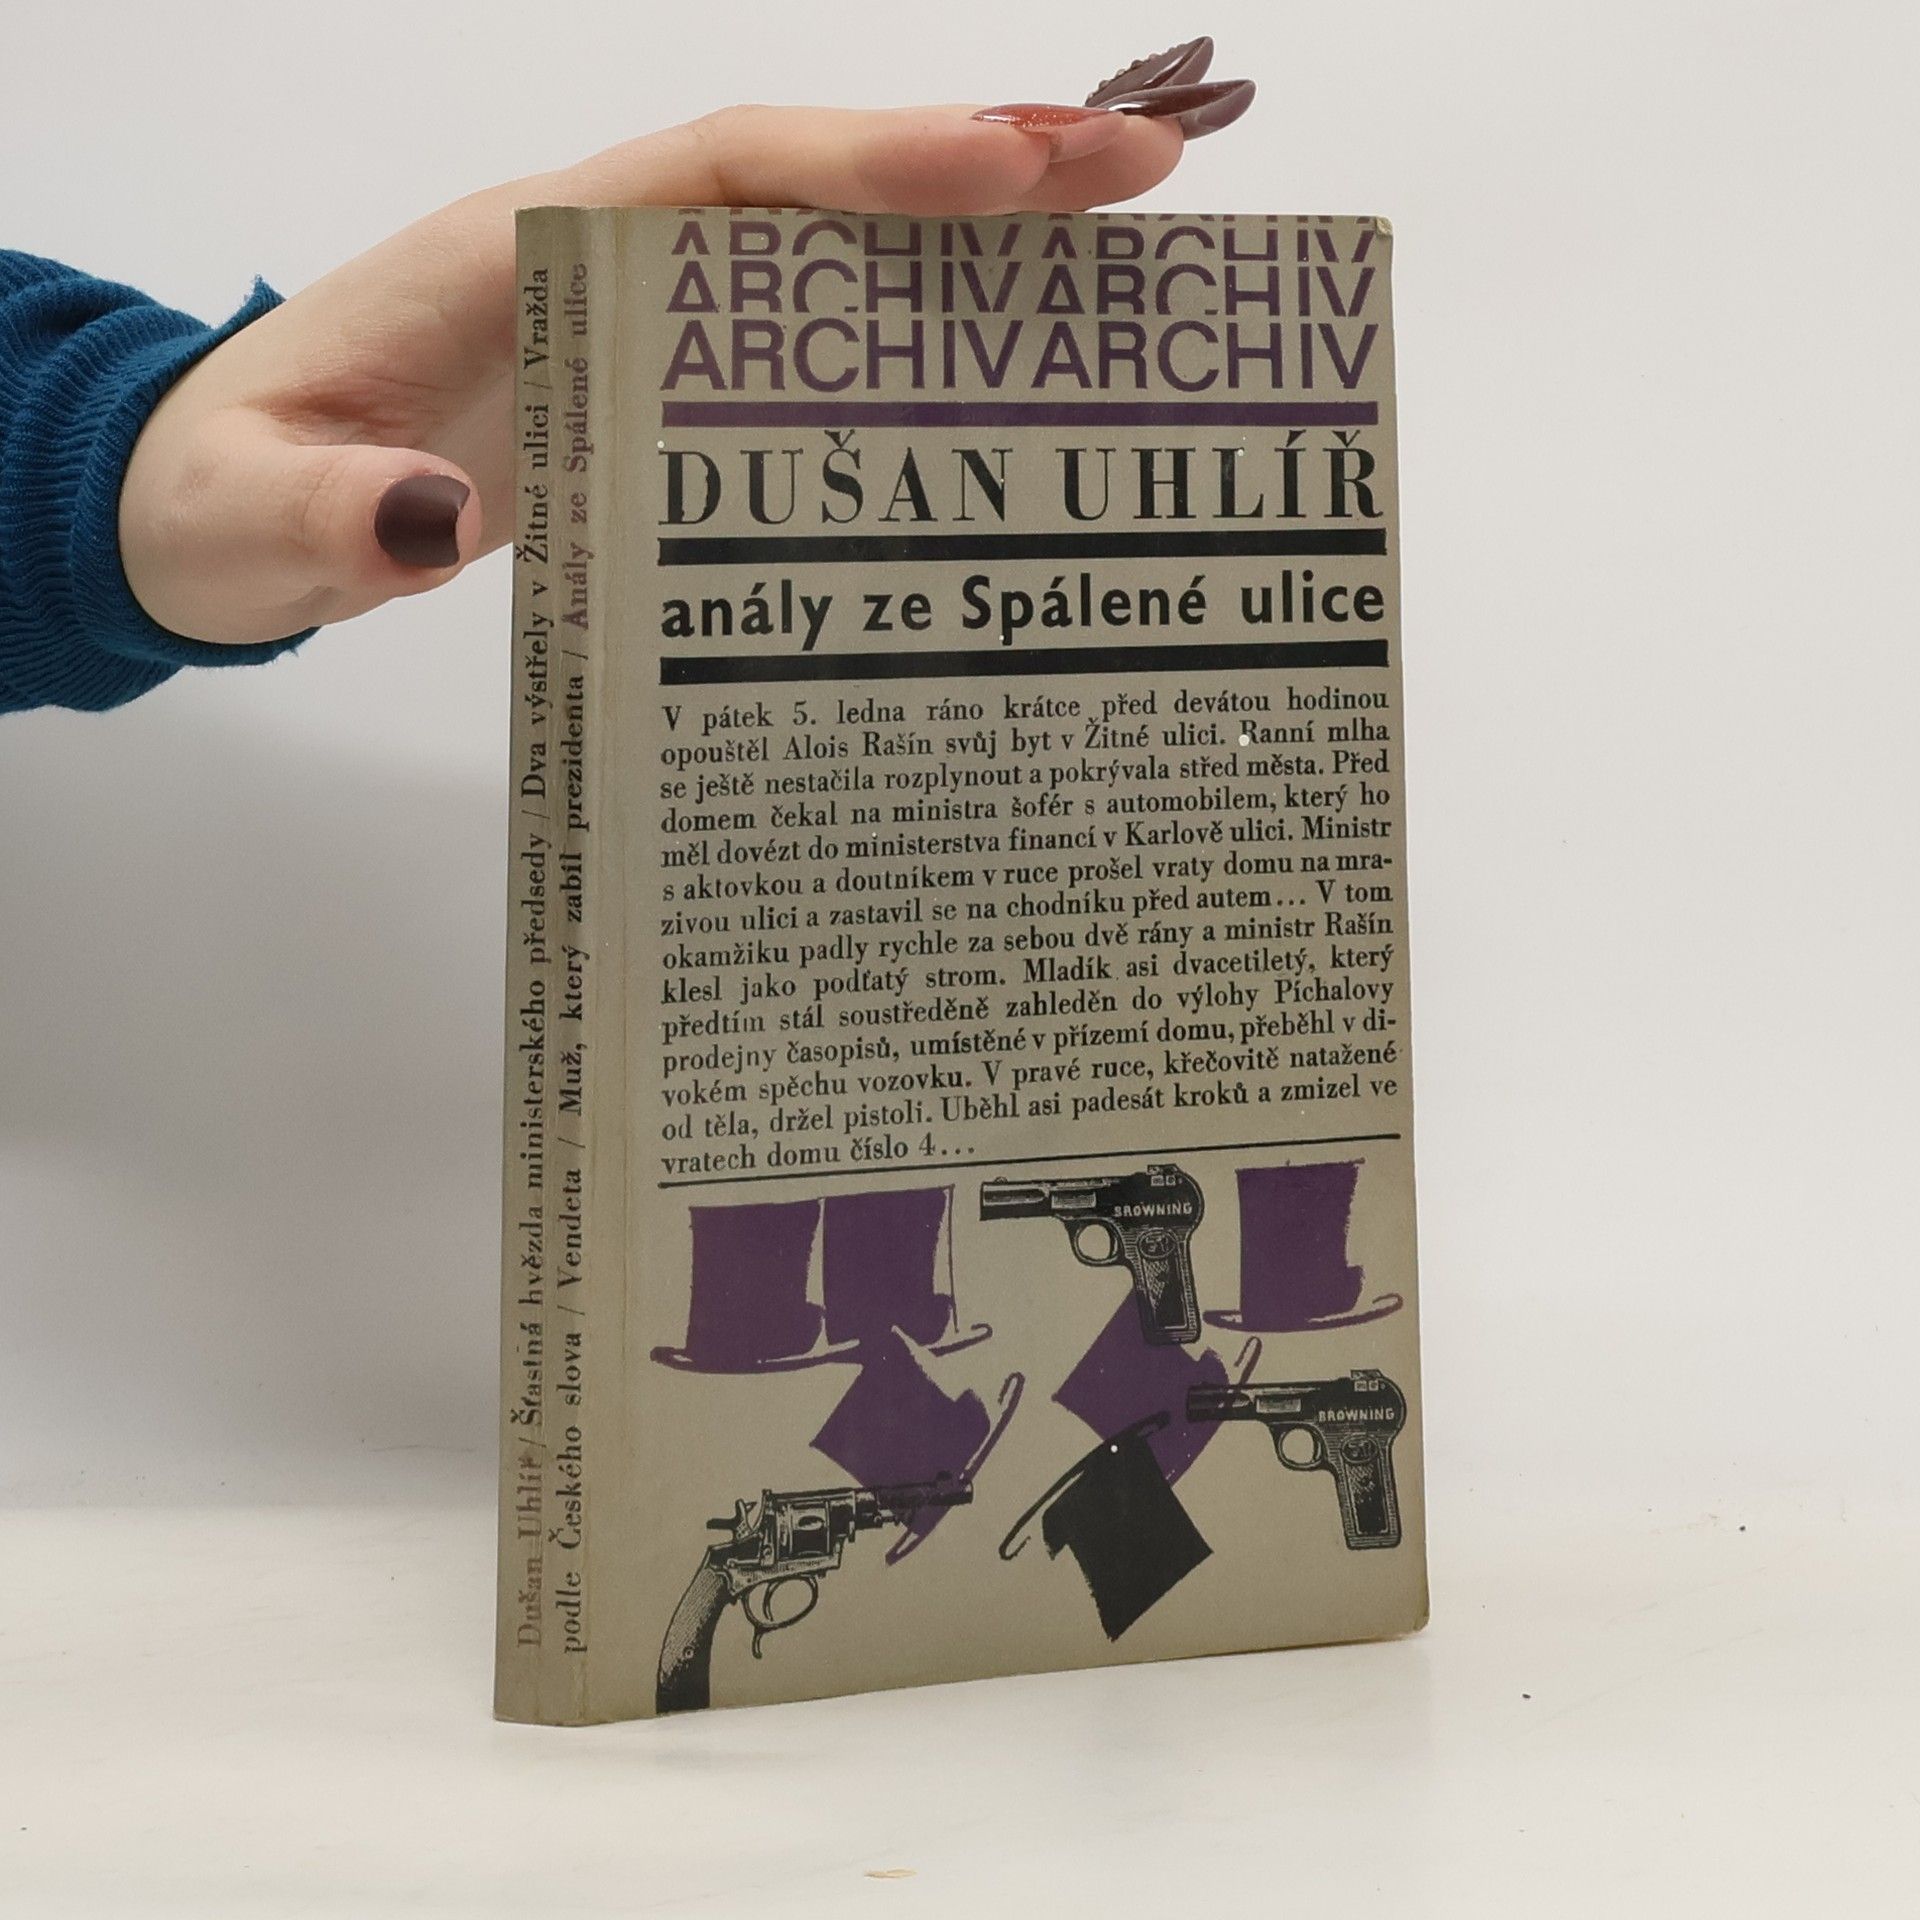 ARCHIV ARCHIV
ARCHIV ARCHIV
ARCHIV ARCHIV
DUŠAN UHLÍŘ
anály ze Spálené ulice
V pátek 5. ledna ráno krátce před devátou hodinou
opouštěl Alois Rašín svůj byt v Žitné ulici. Ranní mlha
se ještě nestačila rozplynout a pokrývala střed města. Před
domem čekal na ministra šofér s automobilem, který ho
měl dovézt do ministerstva financí v Karlově ulici. Ministr
s aktovkou a doutníkem v ruce prošel vraty domu na mra-
zivou ulici a zastavil se na chodníku před autem... V tom
okamžiku padly rychle za sebou dvě rány a ministr Rašín
klesl jako podťatý strom. Mladík asi dvacetiletý, který
předtím stál soustředěně zahleděn do výlohy Píchalovy
prodejny časopisů, umístěné v přízemí domu, přeběhl v di-
vokém spěchu vozovku. V pravé ruce, křečovitě natažené
od těla, držel pistoli. Uběhl asi padesát kroků a zmizel ve
vratech domu číslo 4...
BROWNING
BROWNING
Dušan Uhlíř / Šťastná hvězda ministerského předsedy / Dva výstřely v Žitné ulici / Vražda
podle Českého slova / Vendeta / Muž, který zabil prezidenta / Anály ze Spálené ulice